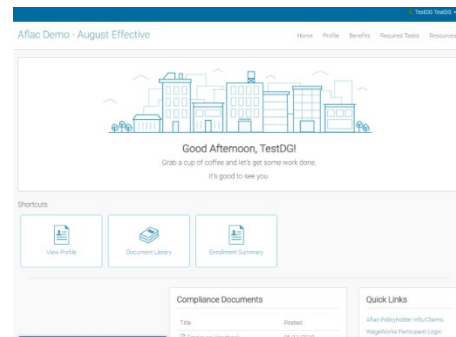 TestDG TestDG
Aflac Demo - August Effective
Home Profile Benefits Required Tasks Resources
Good Afternoon, TestDG!
Grab a cup of coffee and let's get some work done.
It's good to see you
Shortcuts
View Profile Document Library Enrollment Summary
Compliance Documents
Quick Links
Title Posted
Aflac Policyholder Info/Claims
WageWorks Participant Login